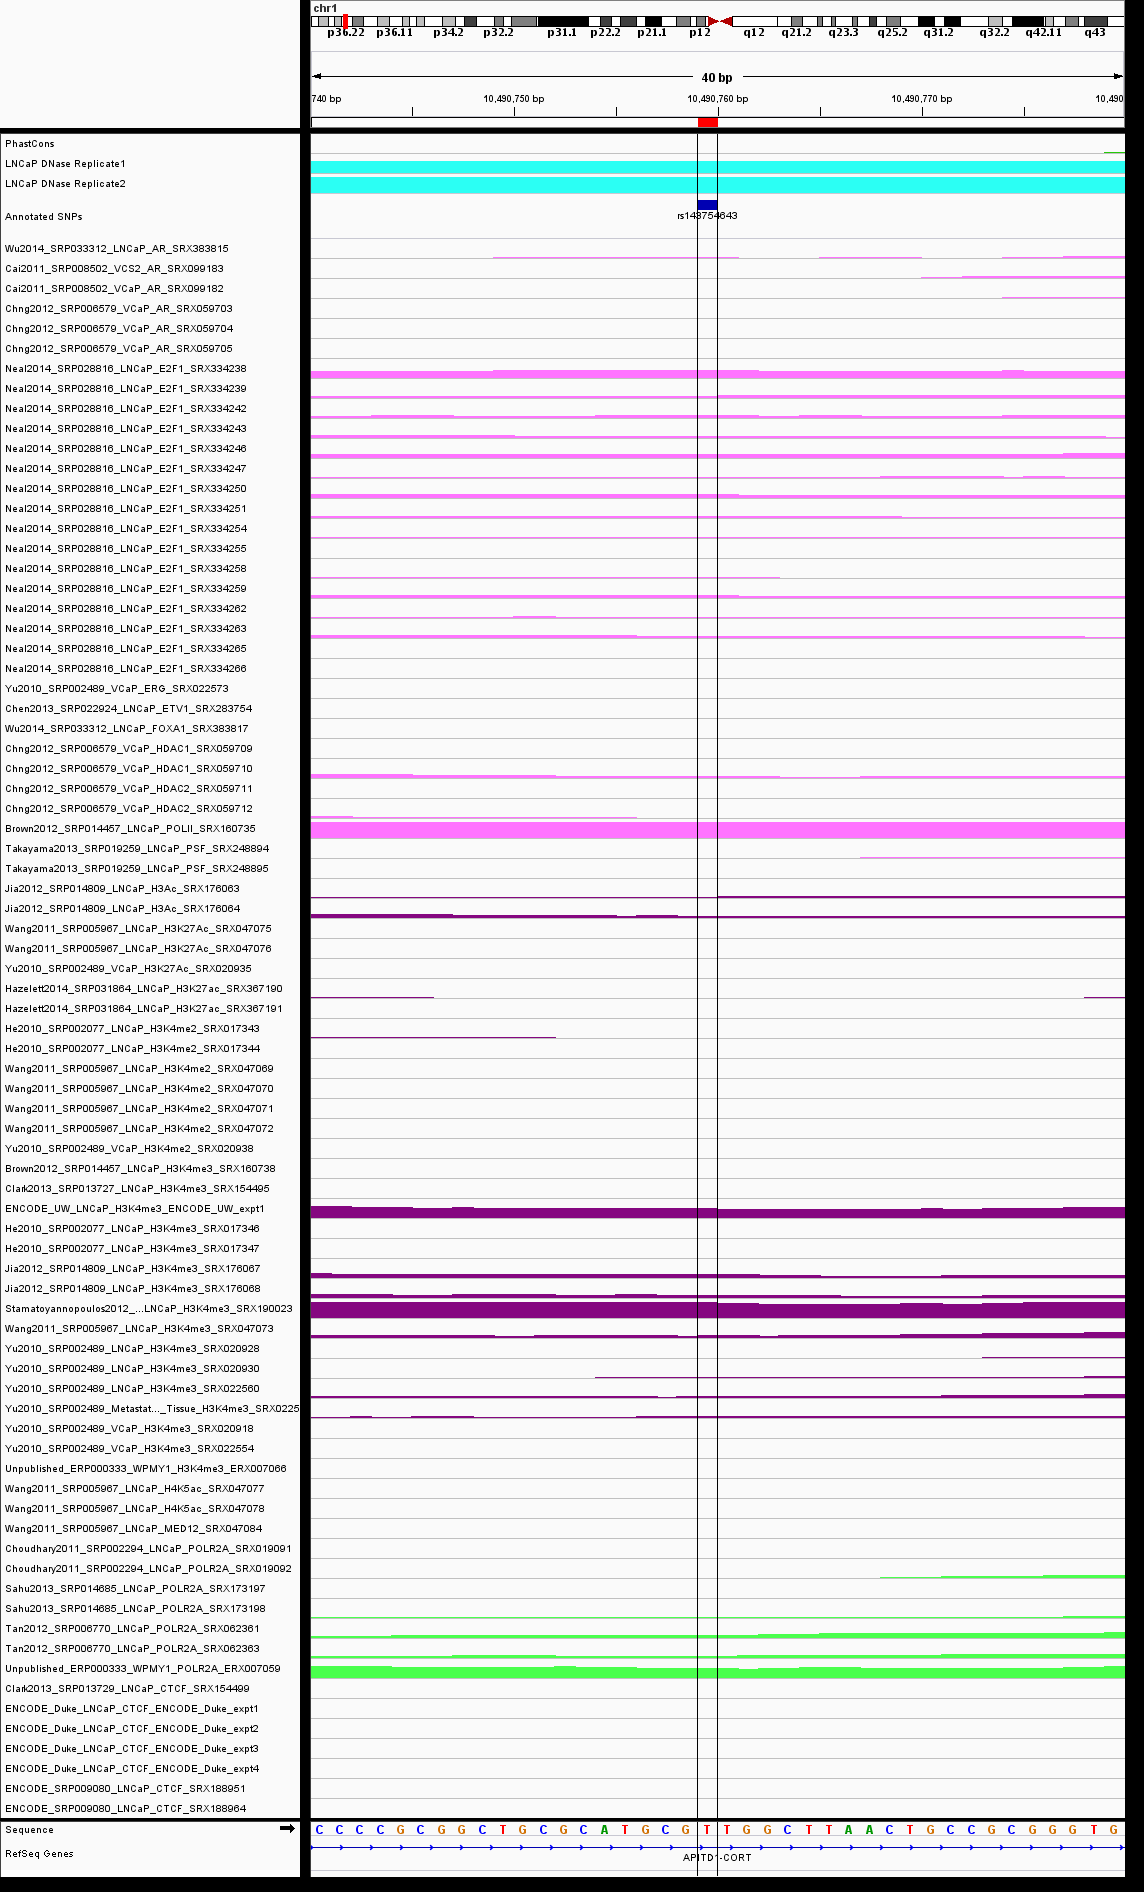 chr1
p36.22 p36.11 p34.2 p32.2 p31.1 p22.2 p21.1 p12 q12 q21.2 q23.3 q25.2 q31.2 q32.2 q42.11 q43
40 bp
740 bp 10,490,750 bp 10,490,760 bp 10,490,770 bp 10,490
PhastCons
LNCaP DNase Replicate1
LNCaP DNase Replicate2
Annotated SNPs rs143754643
Wu2014_SRP033312_LNCaP_AR_SRX383815
Cai2011_SRP008502_VCS2_AR_SRX099183
Cai2011_SRP008502_VCaP_AR_SRX099182
Chng2012_SRP006579_VCaP_AR_SRX059703
Chng2012_SRP006579_VCaP_AR_SRX059704
Chng2012_SRP006579_VCaP_AR_SRX059705
Neal2014_SRP028816_LNCaP_E2F1_SRX334238
Neal2014_SRP028816_LNCaP_E2F1_SRX334239
Neal2014_SRP028816_LNCaP_E2F1_SRX334242
Neal2014_SRP028816_LNCaP_E2F1_SRX334243
Neal2014_SRP028816_LNCaP_E2F1_SRX334246
Neal2014_SRP028816_LNCaP_E2F1_SRX334247
Neal2014_SRP028816_LNCaP_E2F1_SRX334250
Neal2014_SRP028816_LNCaP_E2F1_SRX334251
Neal2014_SRP028816_LNCaP_E2F1_SRX334254
Neal2014_SRP028816_LNCaP_E2F1_SRX334255
Neal2014_SRP028816_LNCaP_E2F1_SRX334258
Neal2014_SRP028816_LNCaP_E2F1_SRX334259
Neal2014_SRP028816_LNCaP_E2F1_SRX334262
Neal2014_SRP028816_LNCaP_E2F1_SRX334263
Neal2014_SRP028816_LNCaP_E2F1_SRX334265
Neal2014_SRP028816_LNCaP_E2F1_SRX334266
Yu2010_SRP002489_VCaP_ERG_SRX022573
Chen2013_SRP022924_LNCaP_ETV1_SRX283754
Wu2014_SRP033312_LNCaP_FOXA1_SRX383817
Chng2012_SRP006579_VCaP_HDAC1_SRX059709
Chng2012_SRP006579_VCaP_HDAC1_SRX059710
Chng2012_SRP006579_VCaP_HDAC2_SRX059711
Chng2012_SRP006579_VCaP_HDAC2_SRX059712
Brown2012_SRP014457_LNCaP_POLII_SRX160735
Takayama2013_SRP019259_LNCaP_PSF_SRX248894
Takayama2013_SRP019259_LNCaP_PSF_SRX248895
Jia2012_SRP014809_LNCaP_H3Ac_SRX176063
Jia2012_SRP014809_LNCaP_H3Ac_SRX176064
Wang2011_SRP005967_LNCaP_H3K27Ac_SRX047075
Wang2011_SRP005967_LNCaP_H3K27Ac_SRX047076
Yu2010_SRP002489_VCaP_H3K27Ac_SRX020935
Hazelett2014_SRP031864_LNCaP_H3K27ac_SRX367190
Hazelett2014_SRP031864_LNCaP_H3K27ac_SRX367191
He2010_SRP002077_LNCaP_H3K4me2_SRX017343
He2010_SRP002077_LNCaP_H3K4me2_SRX017344
Wang2011_SRP005967_LNCaP_H3K4me2_SRX047069
Wang2011_SRP005967_LNCaP_H3K4me2_SRX047070
Wang2011_SRP005967_LNCaP_H3K4me2_SRX047071
Wang2011_SRP005967_LNCaP_H3K4me2_SRX047072
Yu2010_SRP002489_VCaP_H3K4me2_SRX020938
Brown2012_SRP014457_LNCaP_H3K4me3_SRX160738
Clark2013_SRP013727_LNCaP_H3K4me3_SRX154495
ENCODE_UW_LNCaP_H3K4me3_ENCODE_UW_expt1
He2010_SRP002077_LNCaP_H3K4me3_SRX017346
He2010_SRP002077_LNCaP_H3K4me3_SRX017347
Jia2012_SRP014809_LNCaP_H3K4me3_SRX176067
Jia2012_SRP014809_LNCaP_H3K4me3_SRX176068
Stamatoyannopoulos2012_...LNCaP_H3K4me3_SRX190023
Wang2011_SRP005967_LNCaP_H3K4me3_SRX047073
Yu2010_SRP002489_LNCaP_H3K4me3_SRX020928
Yu2010_SRP002489_LNCaP_H3K4me3_SRX020930
Yu2010_SRP002489_LNCaP_H3K4me3_SRX022560
Yu2010_SRP002489_Metastat..._Tissue_H3K4me3_SRX0225
Yu2010_SRP002489_VCaP_H3K4me3_SRX020918
Yu2010_SRP002489_VCaP_H3K4me3_SRX022554
Unpublished_ERP000333_WPMY1_H3K4me3_ERX007066
Wang2011_SRP005967_LNCaP_H4K5ac_SRX047077
Wang2011_SRP005967_LNCaP_H4K5ac_SRX047078
Wang2011_SRP005967_LNCaP_MED12_SRX047084
Choudhary2011_SRP002294_LNCaP_POLR2A_SRX019091
Choudhary2011_SRP002294_LNCaP_POLR2A_SRX019092
Sahu2013_SRP014685_LNCaP_POLR2A_SRX173197
Sahu2013_SRP014685_LNCaP_POLR2A_SRX173198
Tan2012_SRP006770_LNCaP_POLR2A_SRX062361
Tan2012_SRP006770_LNCaP_POLR2A_SRX062363
Unpublished_ERP000333_WPMY1_POLR2A_ERX007059
Clark2013_SRP013729_LNCaP_CTCF_SRX154499
ENCODE_Duke_LNCaP_CTCF_ENCODE_Duke_expt1
ENCODE_Duke_LNCaP_CTCF_ENCODE_Duke_expt2
ENCODE_Duke_LNCaP_CTCF_ENCODE_Duke_expt3
ENCODE_Duke_LNCaP_CTCF_ENCODE_Duke_expt4
ENCODE_SRP009080_LNCaP_CTCF_SRX188951
ENCODE_SRP009080_LNCaP_CTCF_SRX188964
Sequence C C C C G C G G C T G C G C A T G C G T T G G C T T A A C T G C C G C G G G T G
RefSeq Genes APITD1-CORT